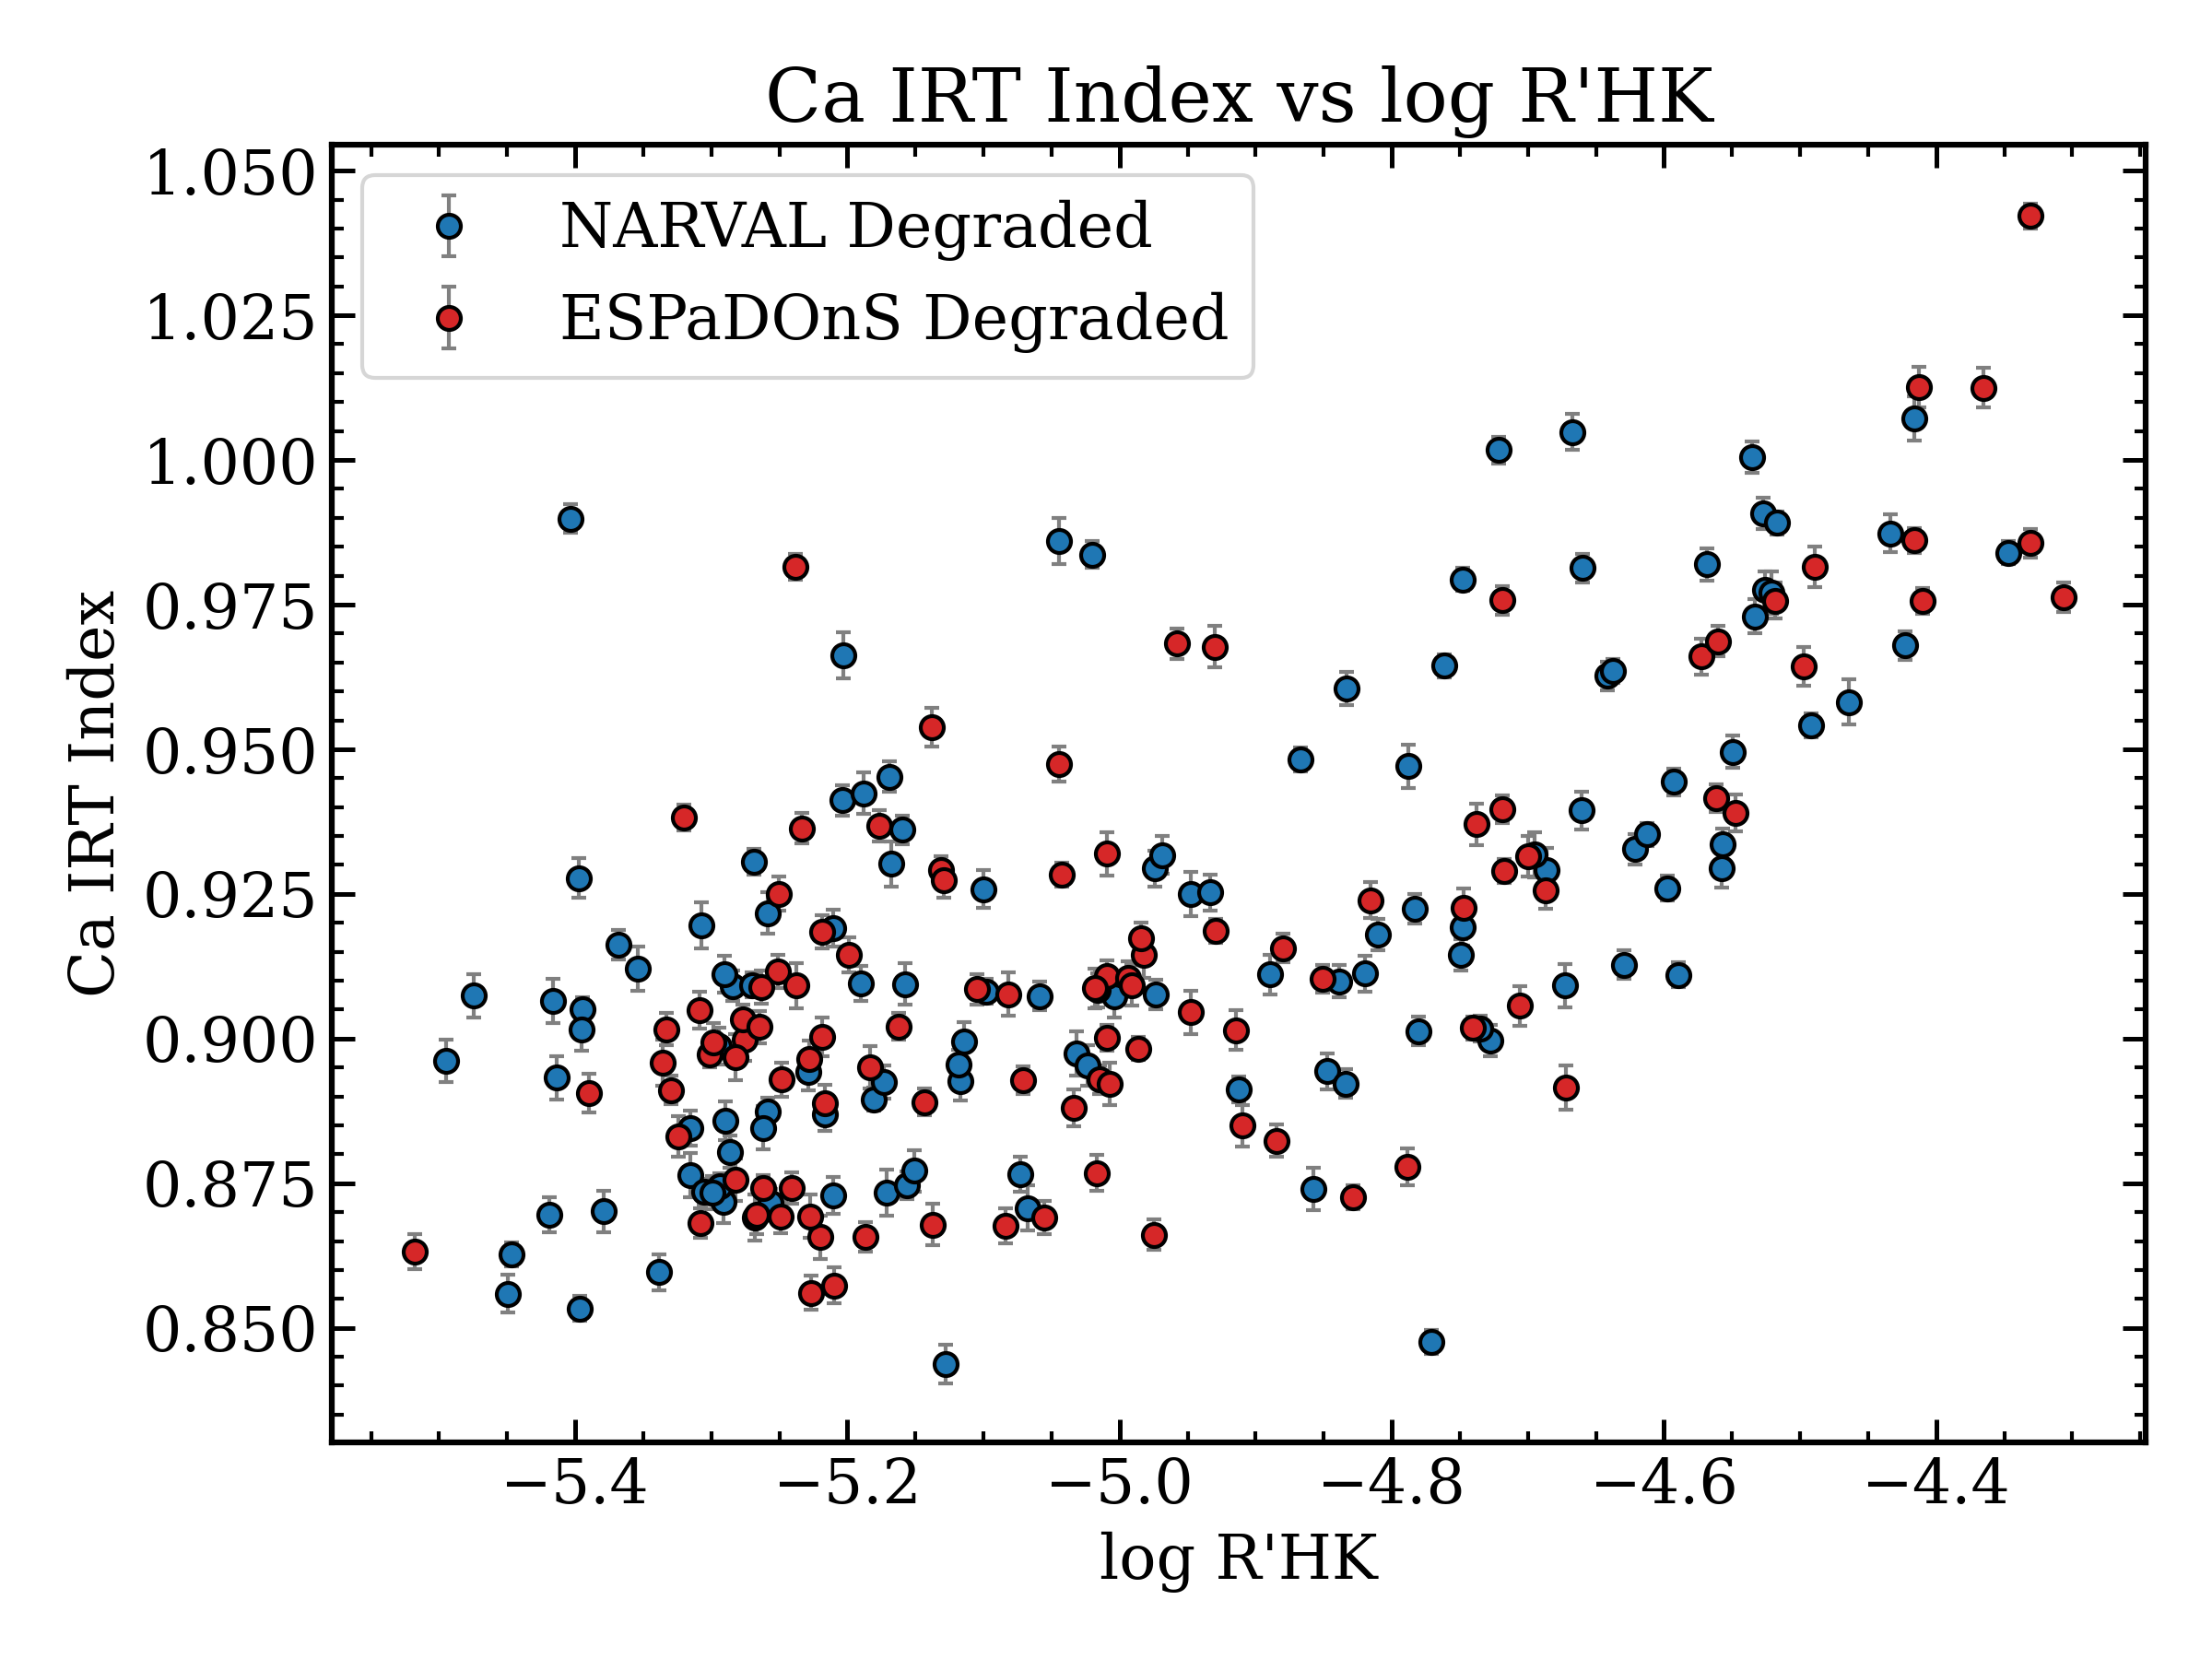 Ca IRT Index vs log R'HK
NARVAL Degraded
ESPaDOnS Degraded
Ca IRT Index
1.050
1.025
1.000
0.975
0.950
0.925
0.900
0.875
0.850
−5.4 −5.2 −5.0 −4.8 −4.6 −4.4
log R'HK